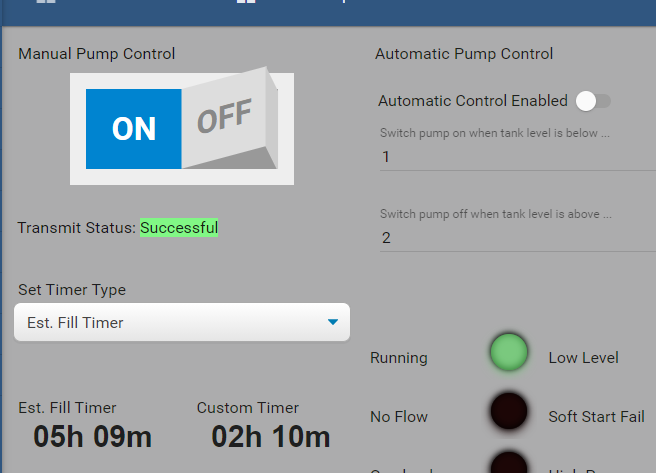 Manual Pump Control
ON OFF
Transmit Status: Successful
Set Timer Type
Est. Fill Timer
Est. Fill Timer Custom Timer
05h 09m 02h 10m
Automatic Pump Control
Automatic Control Enabled
Switch pump on when tank level is below ...
1
Switch pump off when tank level is above ...
2
Running Low Level
No Flow Soft Start Fail